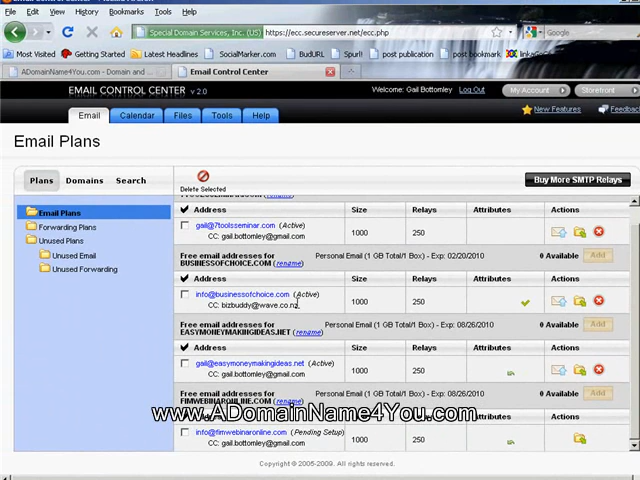 File Edit View History Bookmarks Tools Help
Special Domain Services, Inc. (US) https://ecc.secureserver.net/ecc.php
Most Visited Getting Started Latest Headlines SocialMarker.com BudURL Spurl! post publication post bookmark
ADomainName4You.com - Domain and ... Email Control Center
EMAIL CONTROL CENTER v 2.0 Welcome: Gail Bottomley Log Out My Account Storefront
Email Calendar Files Tools Help New Features Feedback
Email Plans
Plans Domains Search Delete Selected Buy More SMTP Relays
Email Plans
Forwarding Plans
Unused Plans
Unused Email
Unused Forwarding
Address Size Relays Attributes Actions
gail@7toolsseminar.com (Active) 1000 250
CC: gail.bottomley@gmail.com
Free email addresses for Personal Email (1 GB Total/1 Box) - Exp: 02/20/2010 0 Available Add
BUSINESSOFCHOICE.COM (rename)
Address Size Relays Attributes Actions
info@businessofchoice.com (Active) 1000 250
CC: bizbuddy@wave.co.nz
Free email addresses for Personal Email (1 GB Total/1 Box) - Exp: 08/26/2010 0 Available Add
EASYMONEYMAKINGIDEAS.NET (rename)
Address Size Relays Attributes Actions
gail@easymoneymakingideas.net (Active) 1000 250
CC: gail.bottomley@gmail.com
Free email addresses for Personal Email (1 GB Total/1 Box) - Exp: 08/26/2010 0 Available Add
FIMWEBINARONLINE.COM (rename)
www.ADomainName4You.com
info@fimwebinaronline.com (Pending Setup) 1000 250
CC: gail.bottomley@gmail.com
Copyright © 2005-2009. All rights reserved.